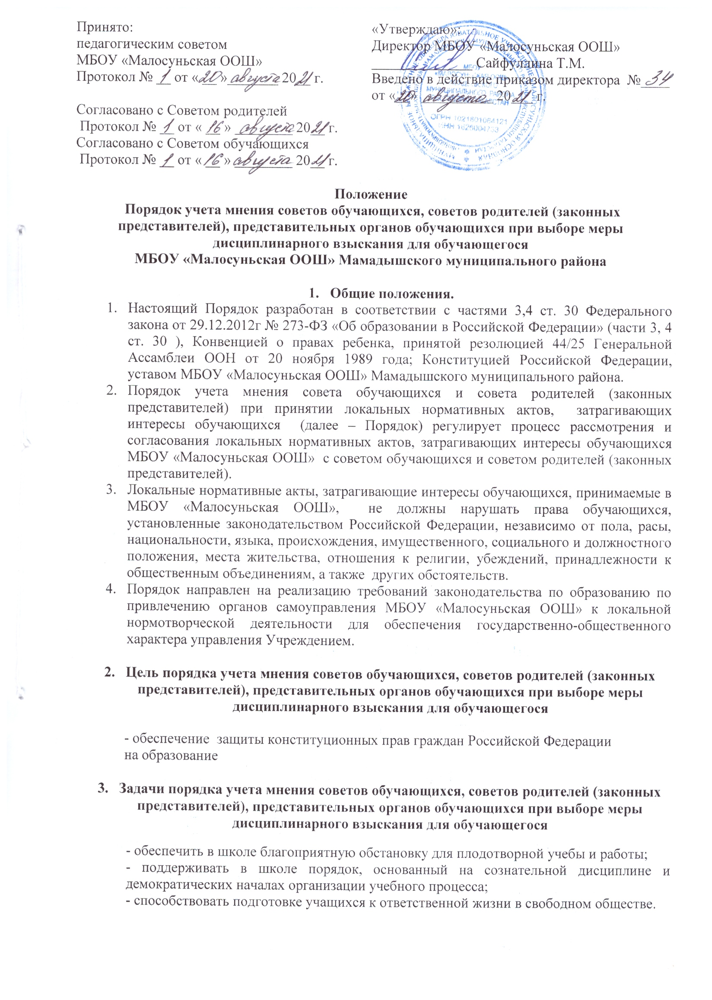 Принято:
педагогическим советом
МБОУ «Малосуньская ООШ»
Протокол № 1 от «20» августа 2021 г.
Согласовано с Советом родителей
Протокол № 1 от « 16 » августа 2021 г.
Согласовано с Советом обучающихся
Протокол № 1 от «16 » августа 2021 г.
«Утверждаю»:
Директор МБОУ «Малосуньская ООШ»
Сайфуллина Т.М.
Введено в действие приказом директора № 34
от «20» августа 2021 г.
МБОУ
«МАЛОСУНЬСКАЯ ООШ»
МУНИЦИПАЛЬНОГО РАЙОНА
ОГРН 1021601064121
ИНН 1626004733
Положение
Порядок учета мнения советов обучающихся, советов родителей (законных
представителей), представительных органов обучающихся при выборе меры
дисциплинарного взыскания для обучающегося
МБОУ «Малосуньская ООШ» Мамадышского муниципального района
1. Общие положения.
1. Настоящий Порядок разработан в соответствии с частями 3,4 ст. 30 Федерального
закона от 29.12.2012г № 273-ФЗ «Об образовании в Российской Федерации» (части 3, 4
ст. 30 ), Конвенцией о правах ребенка, принятой резолюцией 44/25 Генеральной
Ассамблеи ООН от 20 ноября 1989 года; Конституцией Российской Федерации,
уставом МБОУ «Малосуньская ООШ» Мамадышского муниципального района.
2. Порядок учета мнения совета обучающихся и совета родителей (законных
представителей) при принятии локальных нормативных актов, затрагивающих
интересы обучающихся (далее – Порядок) регулирует процесс рассмотрения и
согласования локальных нормативных актов, затрагивающих интересы обучающихся
МБОУ «Малосуньская ООШ» с советом обучающихся и советом родителей (законных
представителей).
3. Локальные нормативные акты, затрагивающие интересы обучающихся, принимаемые в
МБОУ «Малосуньская ООШ», не должны нарушать права обучающихся,
установленные законодательством Российской Федерации, независимо от пола, расы,
национальности, языка, происхождения, имущественного, социального и должностного
положения, места жительства, отношения к религии, убеждений, принадлежности к
общественным объединениям, а также других обстоятельств.
4. Порядок направлен на реализацию требований законодательства по образованию по
привлечению органов самоуправления МБОУ «Малосуньская ООШ» к локальной
нормотворческой деятельности для обеспечения государственно-общественного
характера управления Учреждением.
2. Цель порядка учета мнения советов обучающихся, советов родителей (законных
представителей), представительных органов обучающихся при выборе меры
дисциплинарного взыскания для обучающегося
- обеспечение защиты конституционных прав граждан Российской Федерации
на образование
3. Задачи порядка учета мнения советов обучающихся, советов родителей (законных
представителей), представительных органов обучающихся при выборе меры
дисциплинарного взыскания для обучающегося
- обеспечить в школе благоприятную обстановку для плодотворной учебы и работы;
- поддерживать в школе порядок, основанный на сознательной дисциплине и
демократических началах организации учебного процесса;
- способствовать подготовке учащихся к ответственной жизни в свободном обществе.